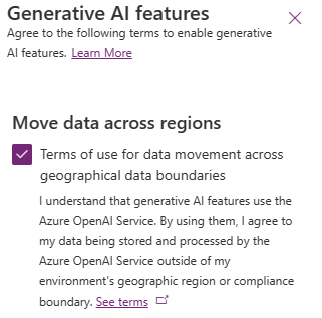 Generative AI features
Agree to the following terms to enable generative
AI features. Learn More
Move data across regions
Terms of use for data movement across
geographical data boundaries
I understand that generative AI features use the
Azure OpenAI Service. By using them, I agree to
my data being stored and processed by the
Azure OpenAI Service outside of my
environment's geographic region or compliance
boundary. See terms